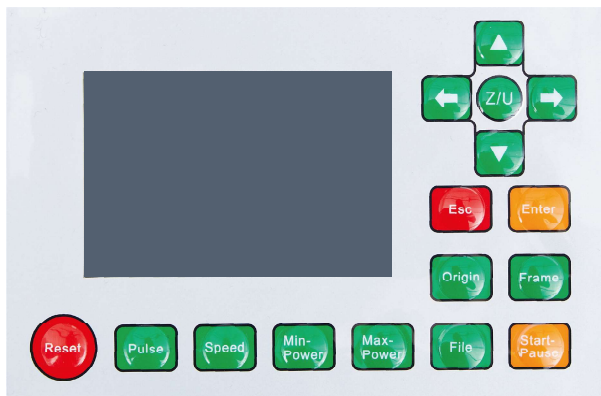 Z/U
Esc
Enter
Origin
Frame
Reset
Pulse
Speed
Min-
Power
Max-
Power
File
Start-
Pause